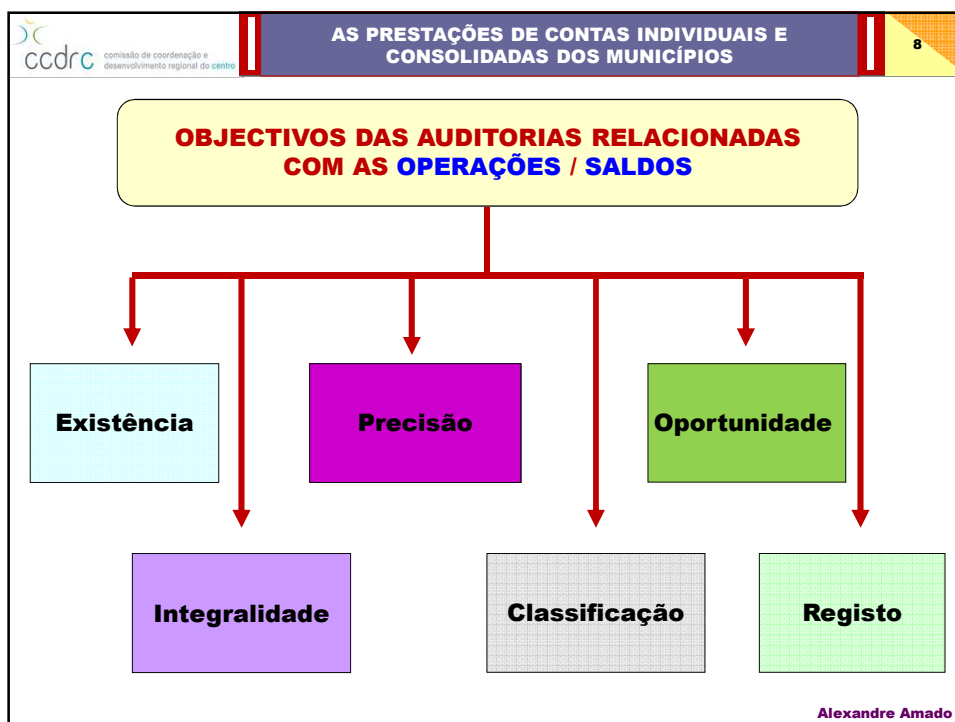 ccdrc
comissão de coordenação e
desenvolvimento regional do centro
AS PRESTAÇÕES DE CONTAS INDIVIDUAIS E
CONSOLIDADAS DOS MUNICÍPIOS
8
OBJECTIVOS DAS AUDITORIAS RELACIONADAS
COM AS OPERAÇÕES / SALDOS
Existência
Precisão
Oportunidade
Integralidade
Classificação
Registo
Alexandre Amado